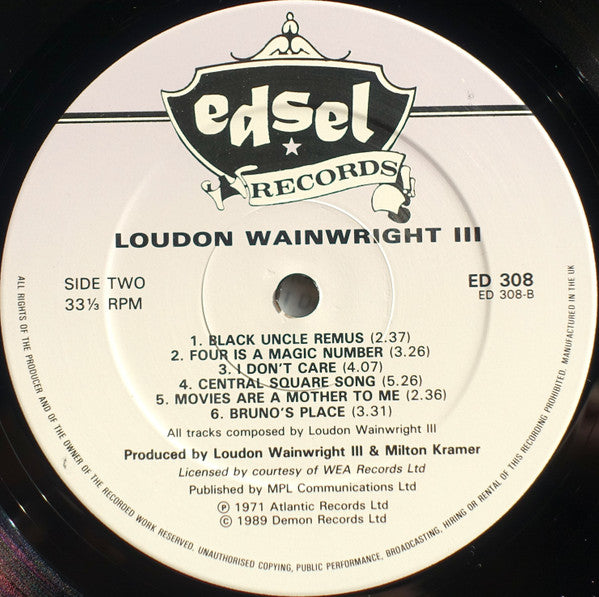 edsel
RECORDS
LOUDON WAINWRIGHT III
SIDE TWO
33⅓ RPM
ED 308
ED 308-B
1. BLACK UNCLE REMUS (2.37)
2. FOUR IS A MAGIC NUMBER (3.26)
3. I DON'T CARE (4.07)
4. CENTRAL SQUARE SONG (5.26)
5. MOVIES ARE A MOTHER TO ME (2.36)
6. BRUNO'S PLACE (3.31)
All tracks composed by Loudon Wainwright III
Produced by Loudon Wainwright III & Milton Kramer
Licensed by courtesy of WEA Records Ltd
Published by MPL Communications Ltd
Ⓟ 1971 Atlantic Records Ltd
© 1989 Demon Records Ltd
ALL RIGHTS OF THE PRODUCER AND OF THE OWNER OF THE RECORDED WORK RESERVED. UNAUTHORISED COPYING, PUBLIC PERFORMANCE, BROADCASTING, HIRING OR RENTAL OF THIS RECORDING PROHIBITED. MANUFACTURED IN THE UK